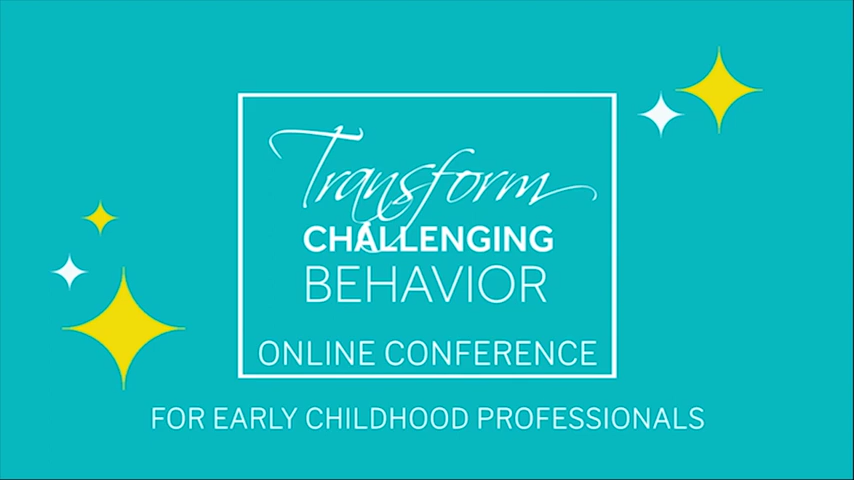 Transform
CHALLENGING
BEHAVIOR
ONLINE CONFERENCE
FOR EARLY CHILDHOOD PROFESSIONALS